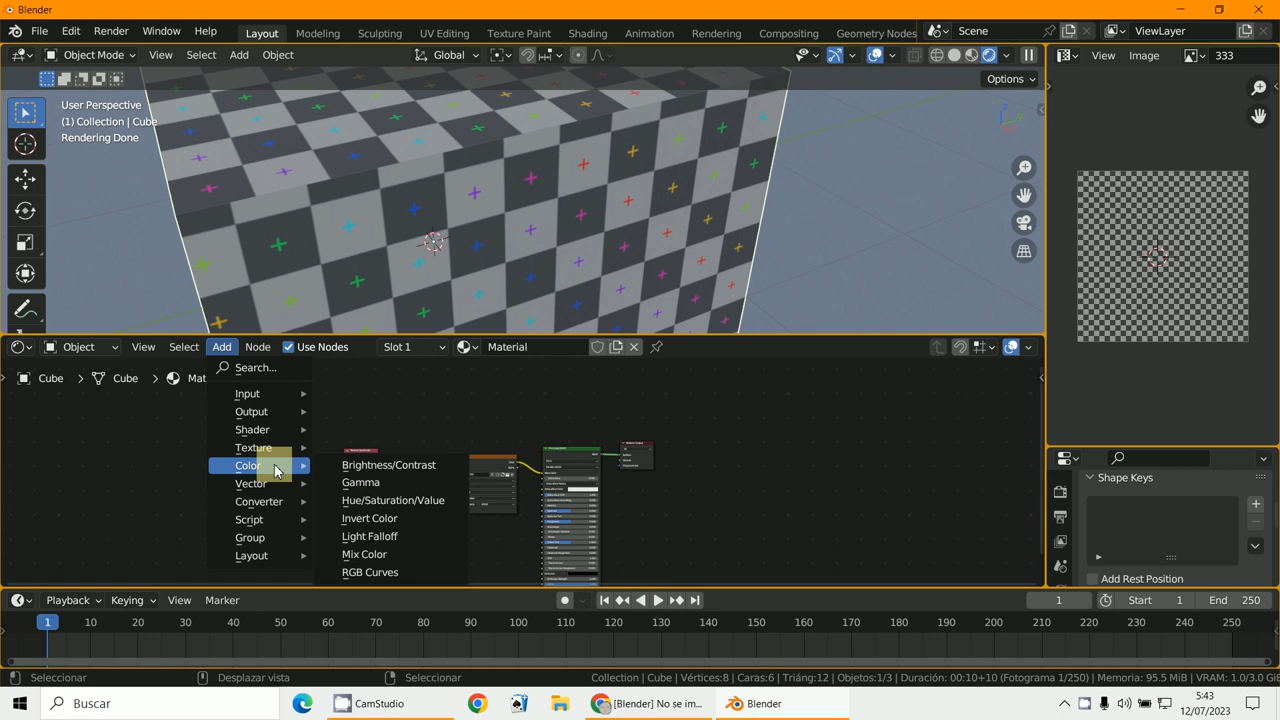 Blender
File Edit Render Window Help Layout Modeling Sculpting UV Editing Texture Paint Shading Animation Rendering Compositing Geometry Nodes Scene ViewLayer
Object Mode View Select Add Object Global View Image 333
Options
User Perspective
(1) Collection | Cube
Rendering Done
Object View Select Add Node Use Nodes Slot 1 Material
Search...
Cube Cube Mat
Input
Output
Shader
Texture
Color
Vector
Converter
Script
Group
Layout
Brightness/Contrast
Gamma
Hue/Saturation/Value
Invert Color
Light Falloff
Mix Color
RGB Curves
Shape Keys
Add Rest Position
Playback Keying View Marker 1 Start 1 End 250
1 10 20 30 40 50 60 70 80 90 100 110 120 130 140 150 160 170 180 190 200 210 220 230 240 250
Seleccionar Desplazar vista Seleccionar Collection | Cube | Vértices:8 | Caras:6 | Triáng:12 | Objetos:1/3 | Duración: 00:10+10 (Fotograma 1/250) | Memoria: 95.5 MiB | VRAM: 1.0/3.0 Gi
Buscar CamStudio [Blender] No se im... Blender
5:43
12/07/2023